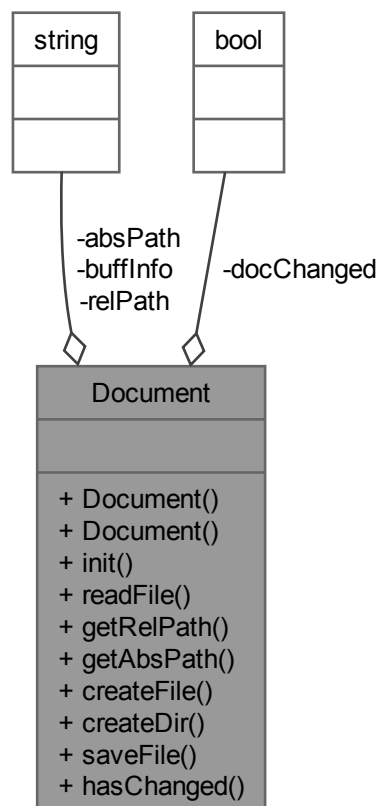 string
bool
-absPath
-buffInfo
-relPath
-docChanged
Document
+ Document()
+ Document()
+ init()
+ readFile()
+ getRelPath()
+ getAbsPath()
+ createFile()
+ createDir()
+ saveFile()
+ hasChanged()